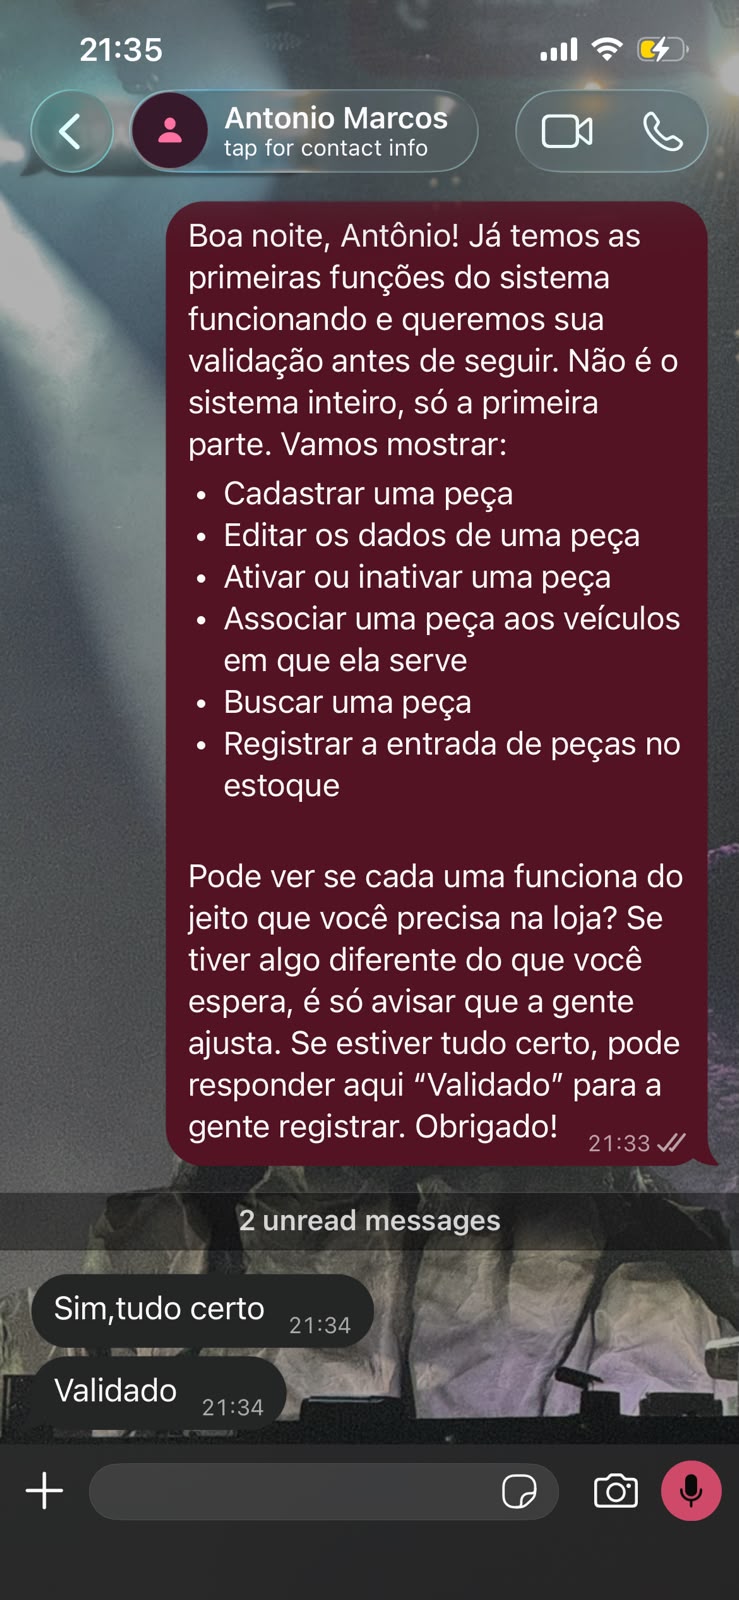 21:35
Antonio Marcos
tap for contact info
Boa noite, Antônio! Já temos as
primeiras funções do sistema
funcionando e queremos sua
validação antes de seguir. Não é o
sistema inteiro, só a primeira
parte. Vamos mostrar:
• Cadastrar uma peça
• Editar os dados de uma peça
• Ativar ou inativar uma peça
• Associar uma peça aos veículos
em que ela serve
• Buscar uma peça
• Registrar a entrada de peças no
estoque
Pode ver se cada uma funciona do
jeito que você precisa na loja? Se
tiver algo diferente do que você
espera, é só avisar que a gente
ajusta. Se estiver tudo certo, pode
responder aqui “Validado” para a
gente registrar. Obrigado!
21:33
2 unread messages
Sim,tudo certo
21:34
Validado
21:34